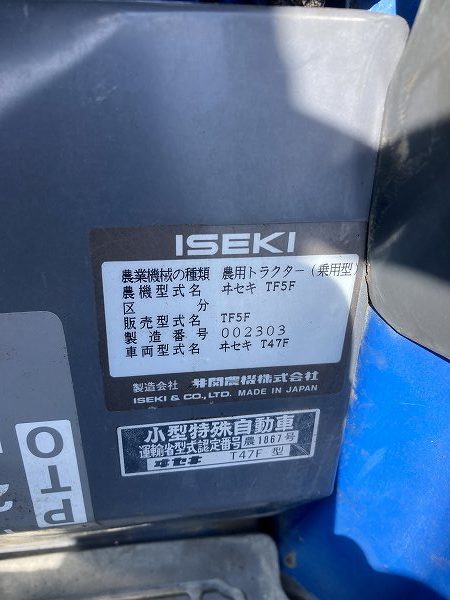 ISEKI
農業機械の種類 農用トラクター(乗用型)
農機型式名 ヰセキ TF5F
区分
販売型式名 TF5F
製造番号 002303
車両型式名 ヰセキ T47F
製造会社 井関農機株式会社
ISEKI & CO., LTD. MADE IN JAPAN
小型特殊自動車
運輸省型式認定番号 農1867号
ヰセキ T47F 型
PTO
2